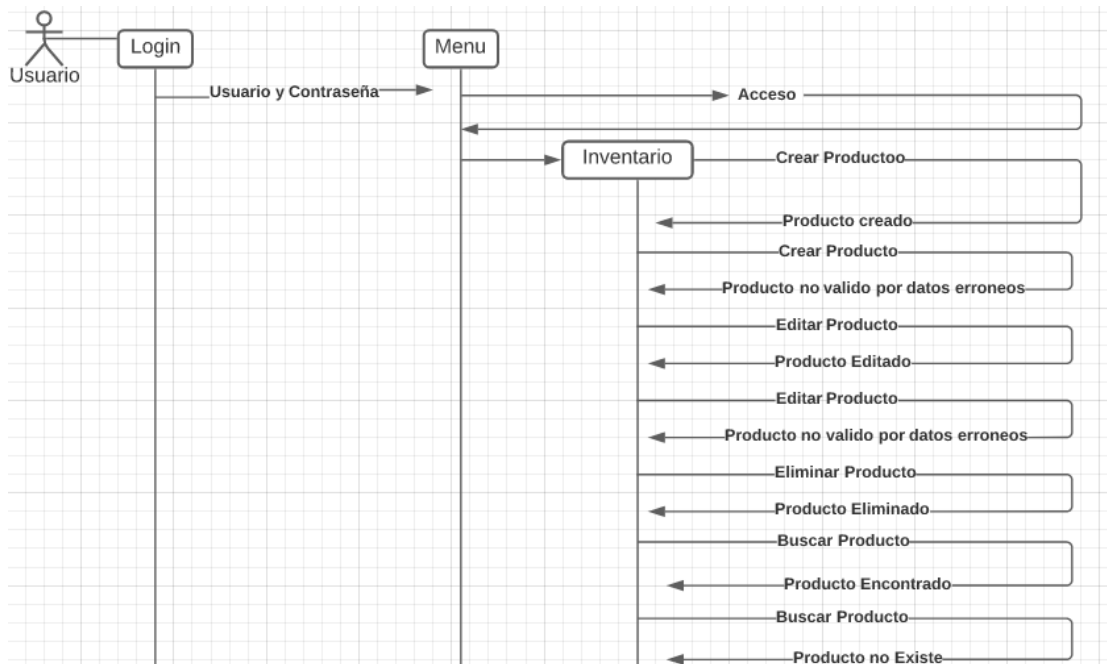 Usuario
Login
Menu
Usuario y Contraseña
Acceso
Inventario
Crear Productoo
Producto creado
Crear Producto
Producto no valido por datos erroneos
Editar Producto
Producto Editado
Editar Producto
Producto no valido por datos erroneos
Eliminar Producto
Producto Eliminado
Buscar Producto
Producto Encontrado
Buscar Producto
Producto no Existe